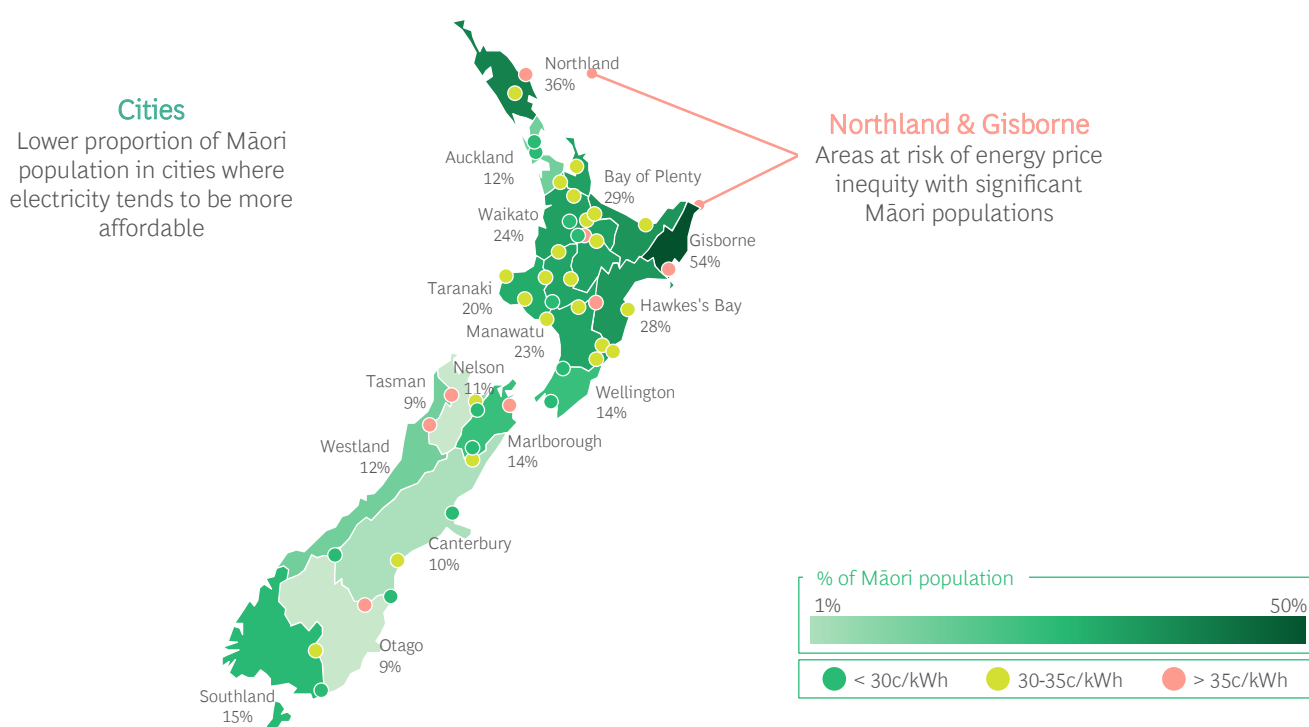 Cities
Lower proportion of Māori
population in cities where
electricity tends to be more
affordable
Northland
36%
Northland & Gisborne
Areas at risk of energy price
inequity with significant
Māori populations
Auckland
12%
Bay of Plenty
29%
Waikato
24%
Gisborne
54%
Taranaki
20%
Hawkes's Bay
28%
Manawatu
23%
Nelson
11%
Tasman
9%
Wellington
14%
Westland
12%
Marlborough
14%
Canterbury
10%
Otago
9%
Southland
15%
% of Māori population
1%
50%
< 30c/kWh
30-35c/kWh
> 35c/kWh